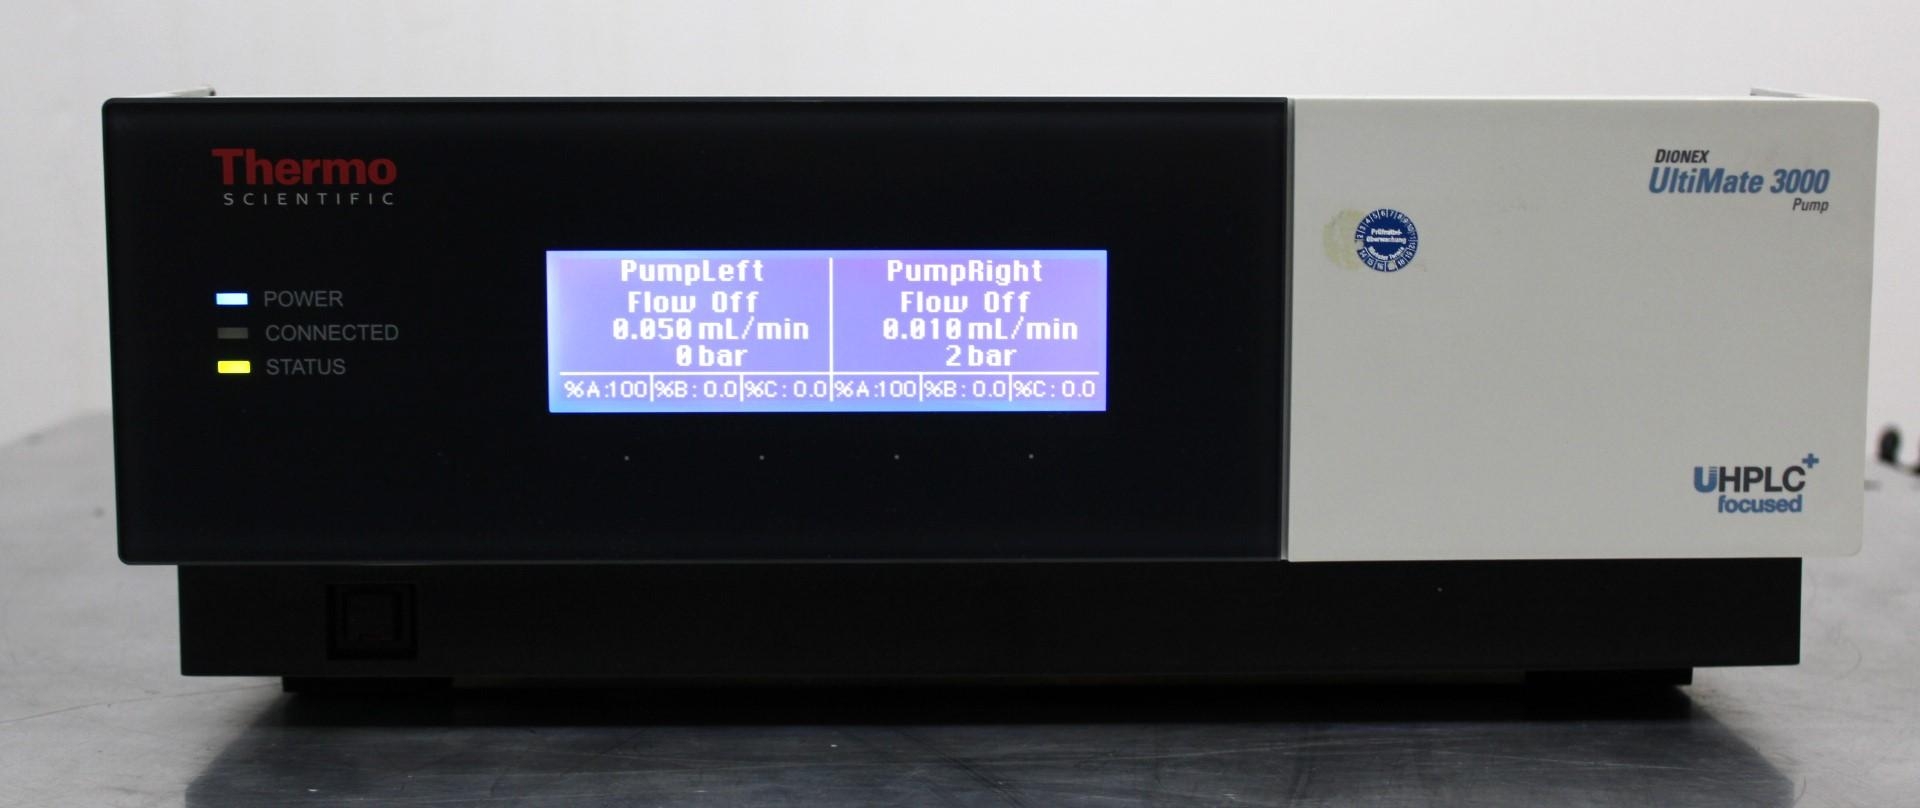 Thermo
SCIENTIFIC
POWER
CONNECTED
STATUS
PumpLeft
Flow Off
0.050 mL/min
0 bar
%A:100 %B: 0.0 %C: 0.0
PumpRight
Flow Off
0.010 mL/min
2 bar
%A:100 %B: 0.0 %C: 0.0
Prüfmittel-
überwachung
DIONEX
UltiMate 3000
Pump
UHPLC+
focused